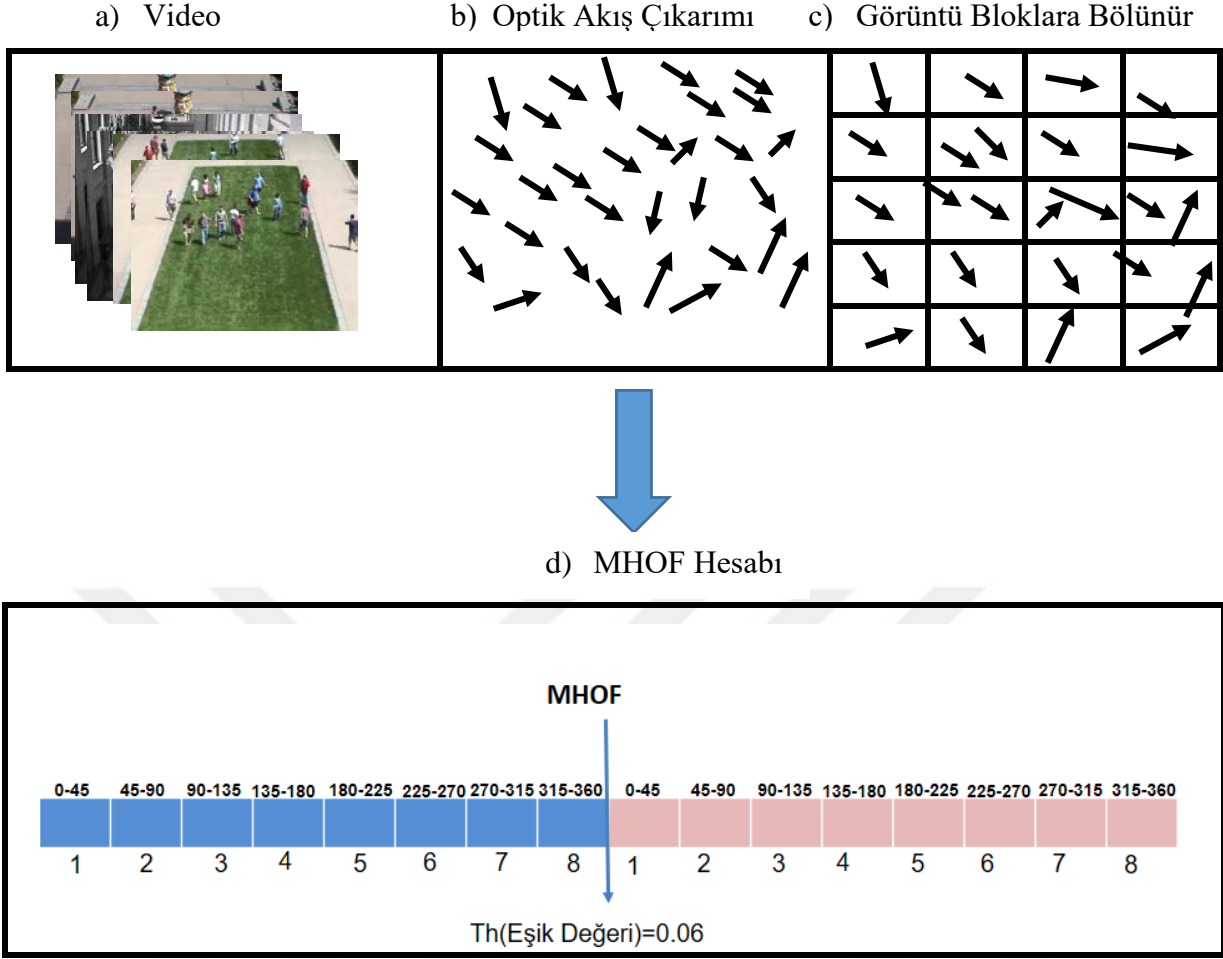 a) Video
b) Optik Akış Çıkarımı
c) Görüntü Bloklara Bölünür
d) MHOF Hesabı
MHOF
0-45 45-90 90-135 135-180 180-225 225-270 270-315 315-360 0-45 45-90 90-135 135-180 180-225 225-270 270-315 315-360
1 2 3 4 5 6 7 8 1 2 3 4 5 6 7 8
Th(Eşik Değeri)=0.06